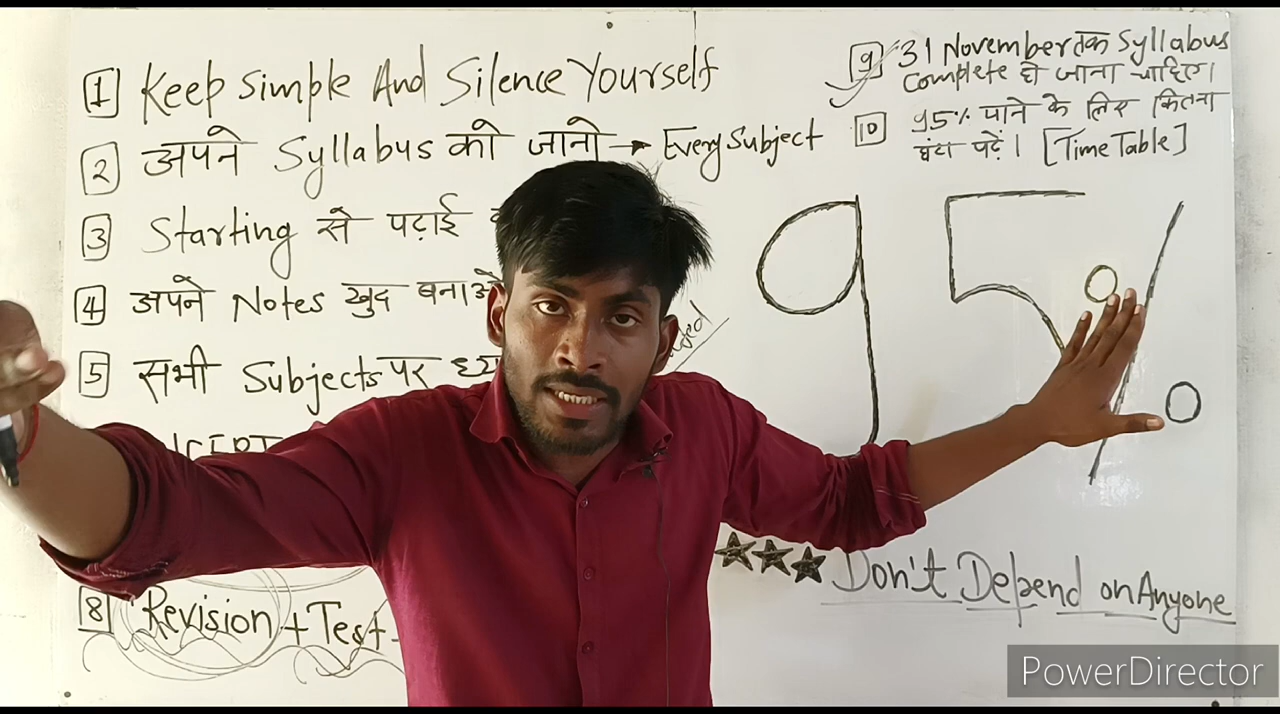 1 Keep Simple And Silence Yourself
2 अपने Syllabus को जानो → Every Subject
3 Starting से पढ़ाई
4 अपने Notes खुद बनाओ
5 सभी Subjects पर
8 Revision + Test
9 31 November तक Syllabus
Complete हो जाना चाहिए।
10 95% पाने के लिए कितना
घंटा पढ़ें। [Time Table]
95%
Don't Depend on Anyone
PowerDirector